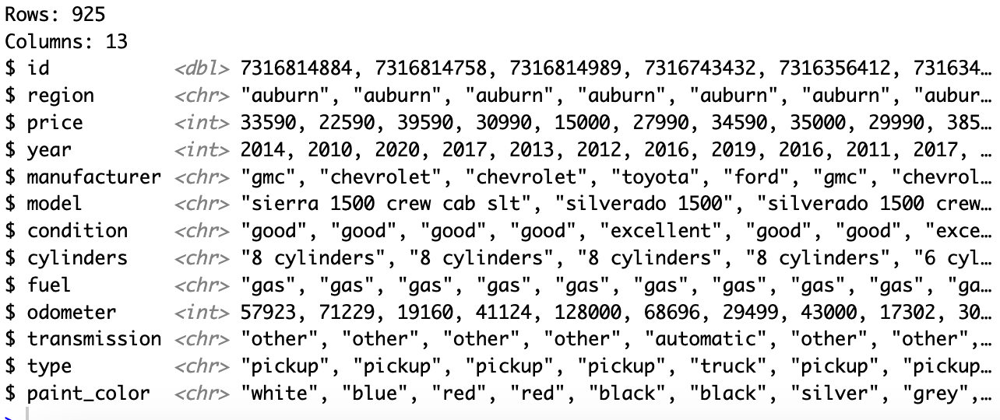 Rows: 925
Columns: 13
$ id           <dbl> 7316814884, 7316814758, 7316814989, 7316743432, 7316356412, 731634…
$ region       <chr> "auburn", "auburn", "auburn", "auburn", "auburn", "auburn", "aubur…
$ price        <int> 33590, 22590, 39590, 30990, 15000, 27990, 34590, 35000, 29990, 385…
$ year         <int> 2014, 2010, 2020, 2017, 2013, 2012, 2016, 2019, 2016, 2011, 2017, …
$ manufacturer <chr> "gmc", "chevrolet", "chevrolet", "toyota", "ford", "gmc", "chevrol…
$ model        <chr> "sierra 1500 crew cab slt", "silverado 1500", "silverado 1500 crew…
$ condition    <chr> "good", "good", "good", "good", "excellent", "good", "good", "exce…
$ cylinders    <chr> "8 cylinders", "8 cylinders", "8 cylinders", "8 cylinders", "6 cyl…
$ fuel         <chr> "gas", "gas", "gas", "gas", "gas", "gas", "gas", "gas", "gas", "ga…
$ odometer     <int> 57923, 71229, 19160, 41124, 128000, 68696, 29499, 43000, 17302, 30…
$ transmission <chr> "other", "other", "other", "other", "automatic", "other", "other",…
$ type         <chr> "pickup", "pickup", "pickup", "pickup", "truck", "pickup", "pickup…
$ paint_color  <chr> "white", "blue", "red", "red", "black", "black", "silver", "grey",…